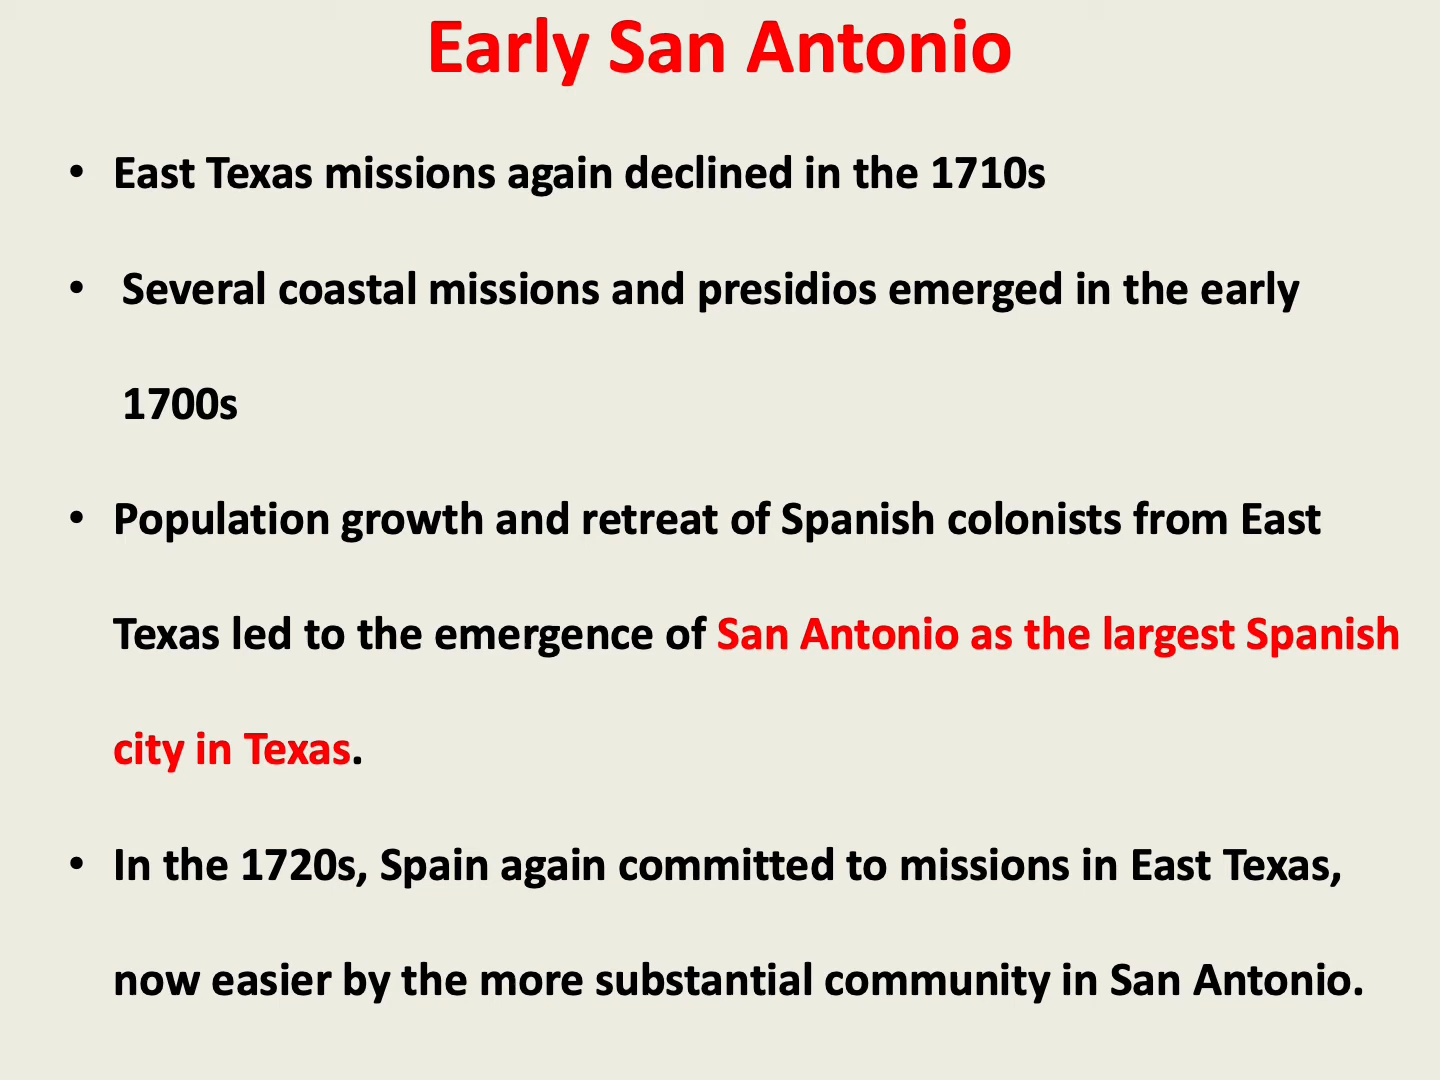 Early San Antonio
• East Texas missions again declined in the 1710s
• Several coastal missions and presidios emerged in the early
1700s
• Population growth and retreat of Spanish colonists from East
Texas led to the emergence of San Antonio as the largest Spanish
city in Texas.
• In the 1720s, Spain again committed to missions in East Texas,
now easier by the more substantial community in San Antonio.